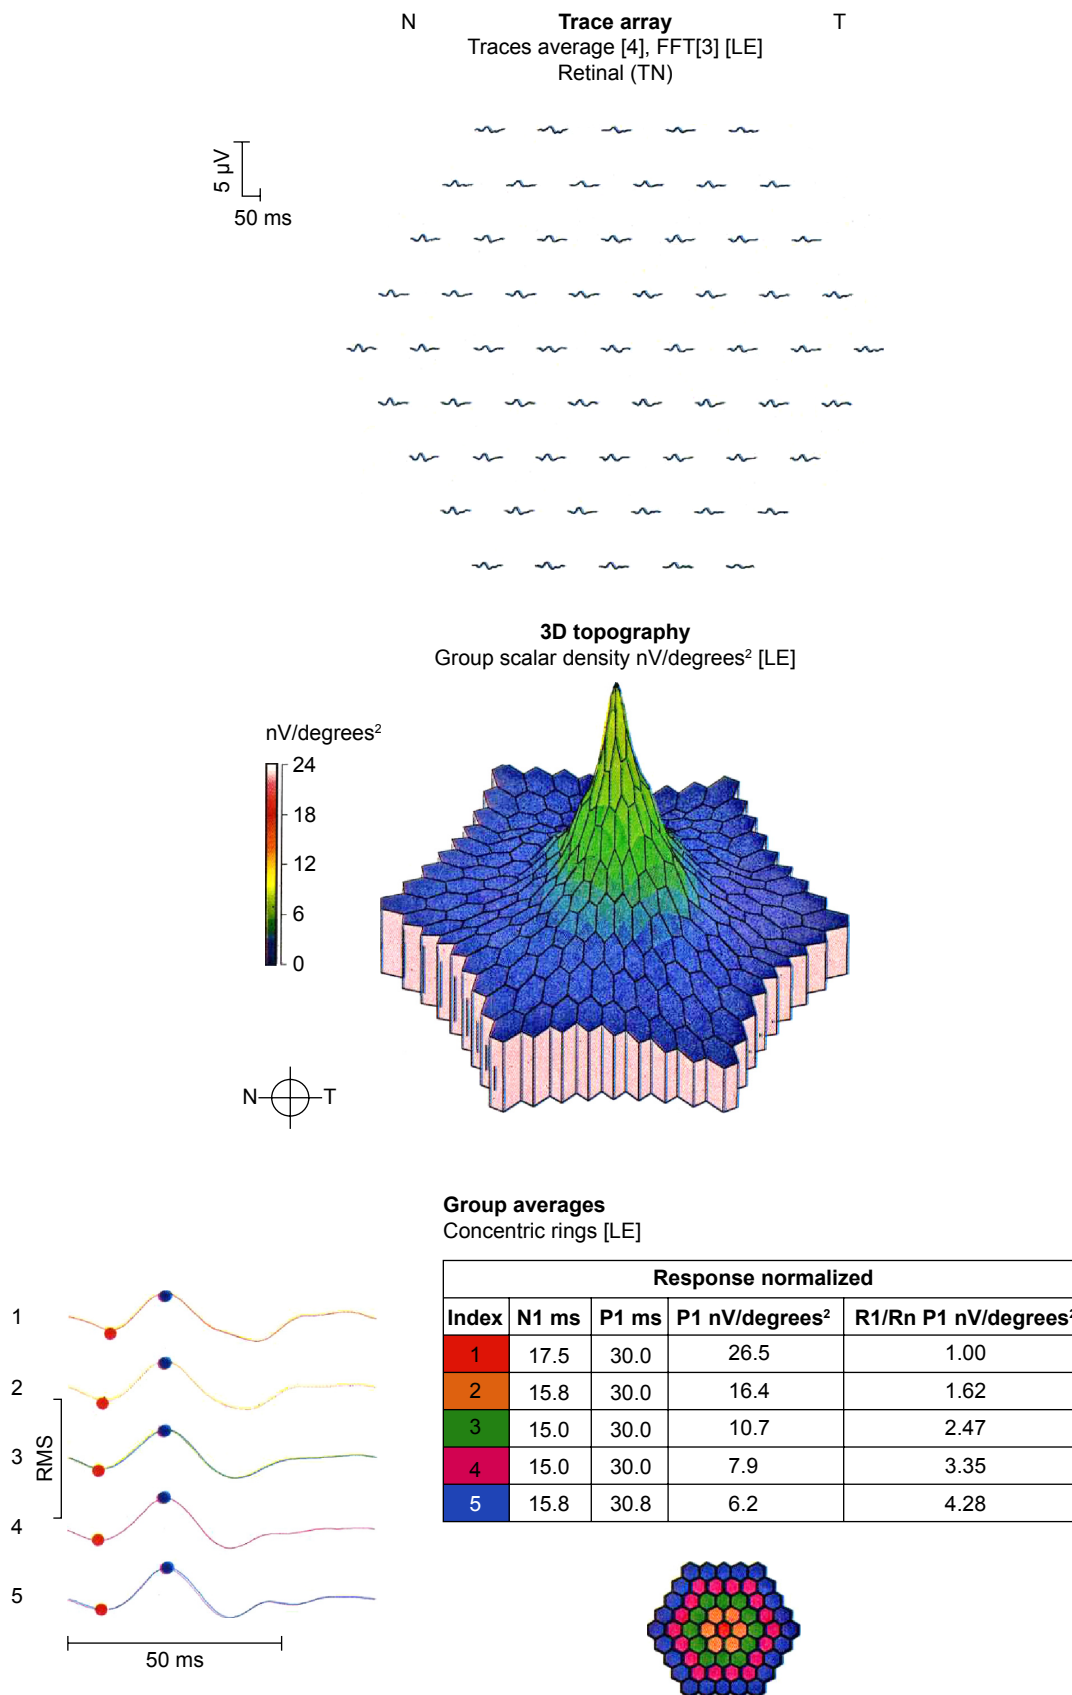 N Trace array T
Traces average [4], FFT[3] [LE]
Retinal (TN)
5 µV
50 ms
3D topography
Group scalar density nV/degrees² [LE]
nV/degrees²
24
18
12
6
0
N T
Group averages
Concentric rings [LE]
Response normalized
Index N1 ms P1 ms P1 nV/degrees² R1/Rn P1 nV/degrees²
1 17.5 30.0 26.5 1.00
2 15.8 30.0 16.4 1.62
3 15.0 30.0 10.7 2.47
4 15.0 30.0 7.9 3.35
5 15.8 30.8 6.2 4.28
1
2
3
4
5
RMS
50 ms